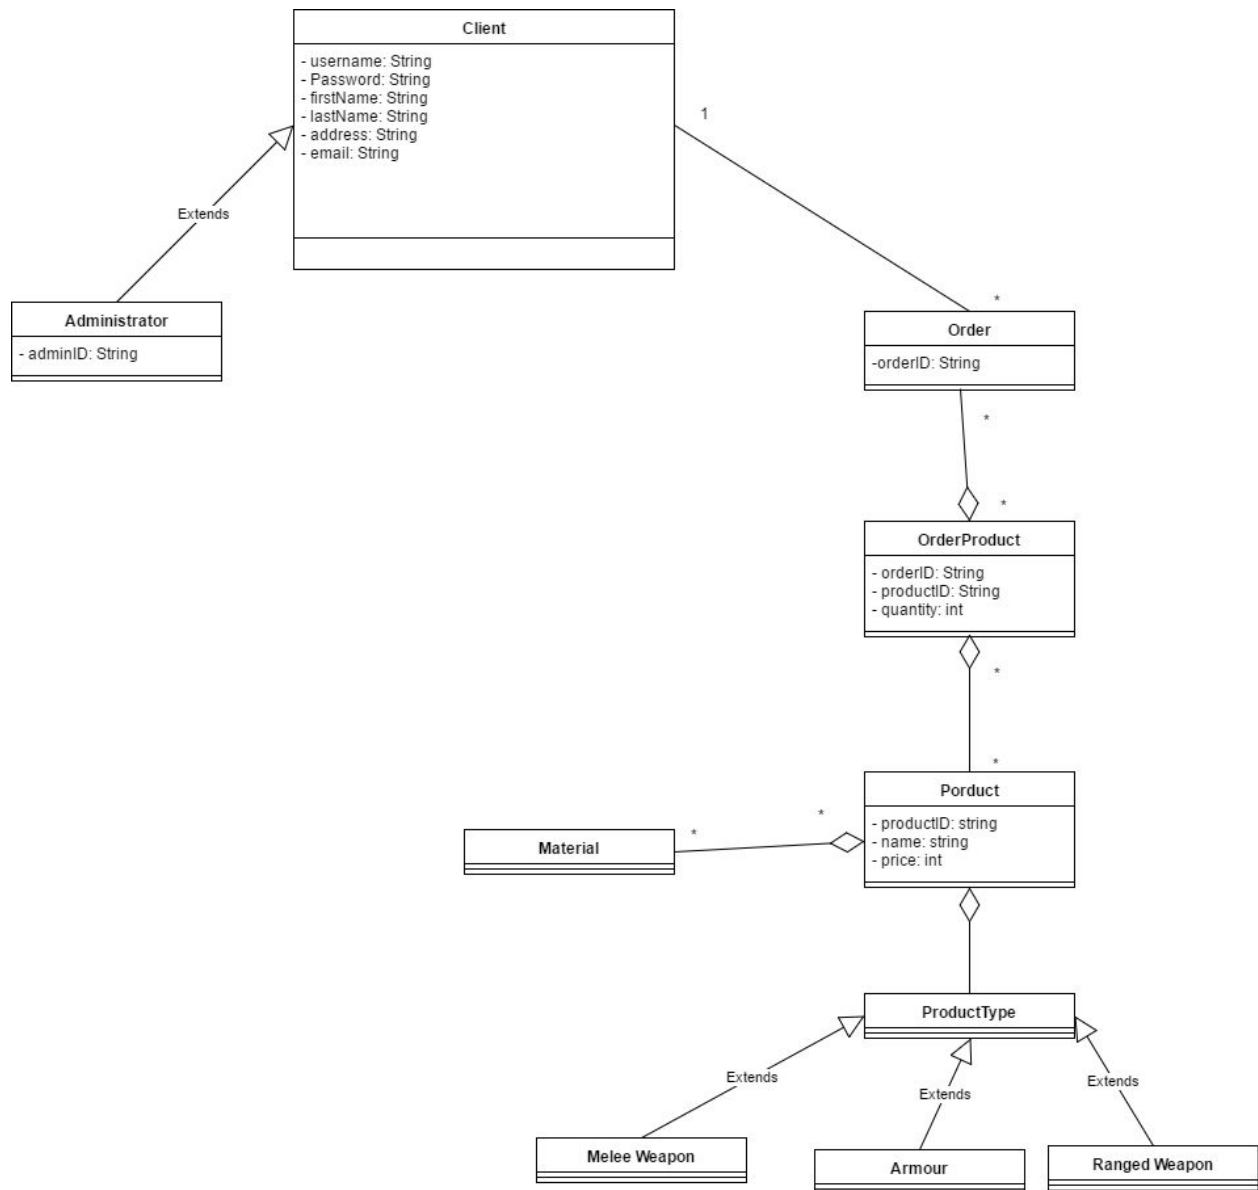 Client
- username: String
- Password: String
- firstName: String
- lastName: String
- address: String
- email: String
1
Extends
*
Administrator
- adminID: String
Order
-orderID: String
*
*
OrderProduct
- orderID: String
- productID: String
- quantity: int
*
*
Porduct
- productID: string
- name: string
- price: int
*
*
Material
ProductType
Extends
Extends
Extends
Melee Weapon
Armour
Ranged Weapon